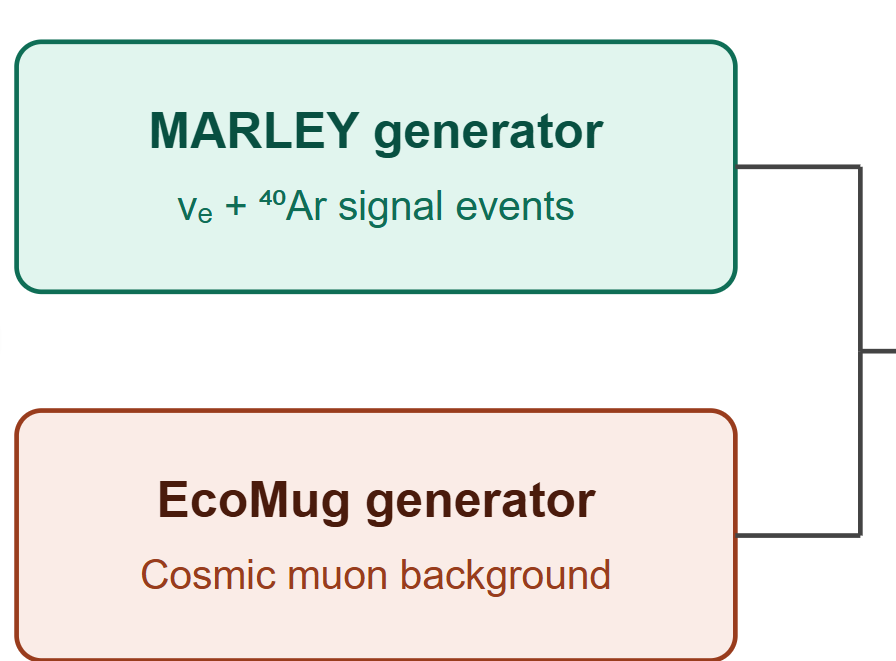 MARLEY generator
νₑ + ⁴⁰Ar signal events
EcoMug generator
Cosmic muon background